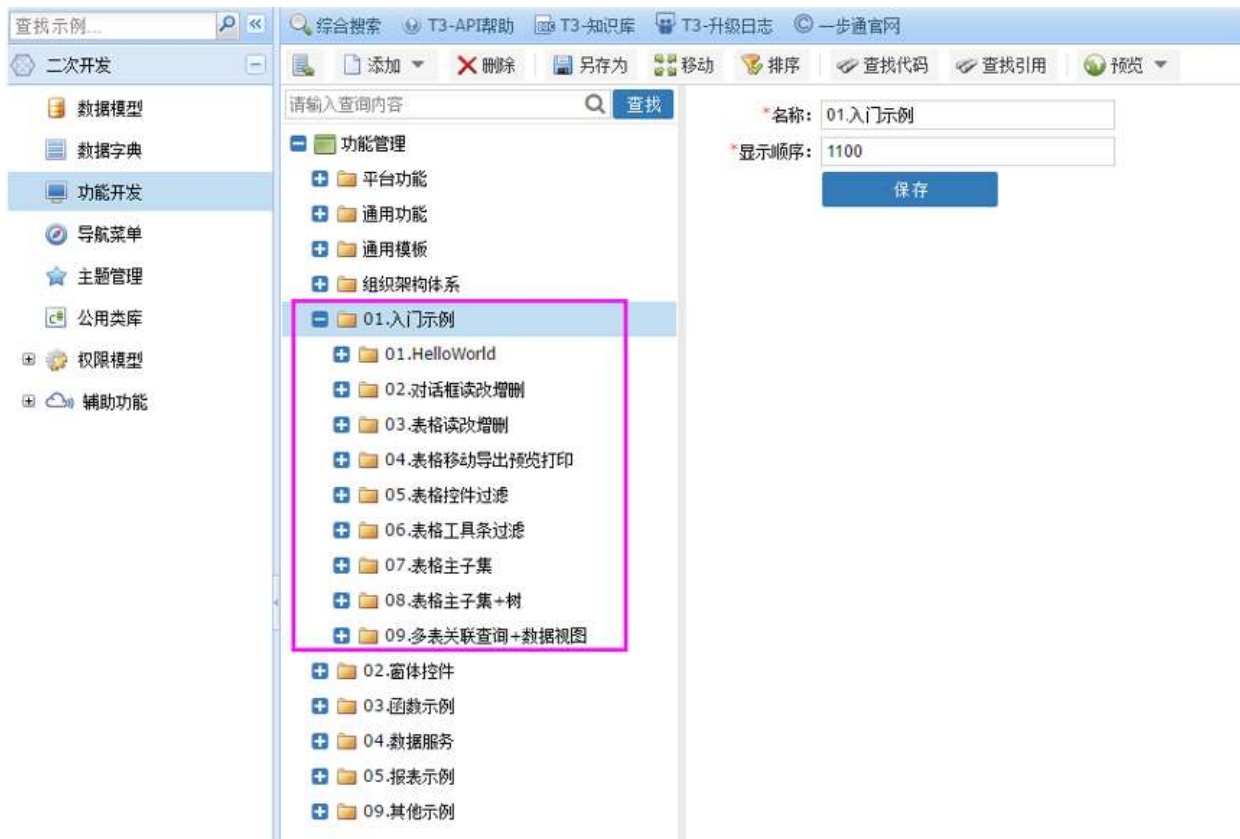 查找示例...
综合搜索 T3-API帮助 T3-知识库 T3-升级日志 一步通官网
二次开发
添加 删除 另存为 移动 排序 查找代码 查找引用 预览
数据模型
数据字典
功能开发
导航菜单
主题管理
公用类库
权限模型
辅助功能
请输入查询内容 查找
功能管理
平台功能
通用功能
通用模板
组织架构体系
01.入门示例
01.HelloWorld
02.对话框读改增删
03.表格读改增删
04.表格移动导出预览打印
05.表格控件过滤
06.表格工具条过滤
07.表格主子集
08.表格主子集+树
09.多表关联查询+数据视图
02.窗体控件
03.函数示例
04.数据服务
05.报表示例
09.其他示例
*名称: 01.入门示例
*显示顺序: 1100
保存